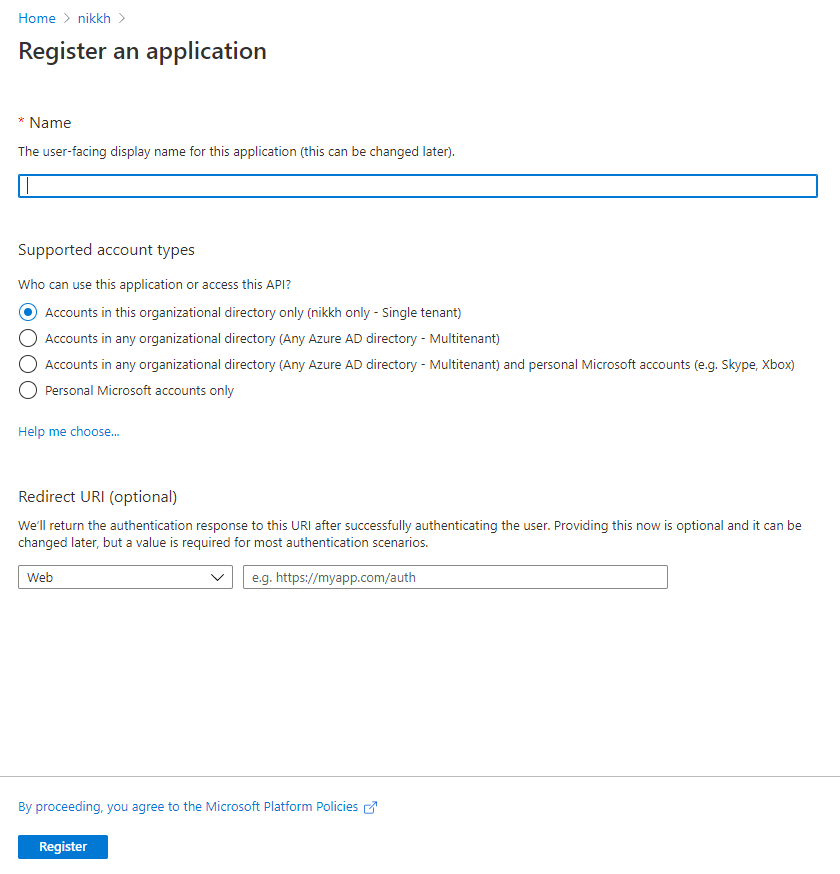 Home > nikkh >
Register an application
* Name
The user-facing display name for this application (this can be changed later).
Supported account types
Who can use this application or access this API?
Accounts in this organizational directory only (nikkh only - Single tenant)
Accounts in any organizational directory (Any Azure AD directory - Multitenant)
Accounts in any organizational directory (Any Azure AD directory - Multitenant) and personal Microsoft accounts (e.g. Skype, Xbox)
Personal Microsoft accounts only
Help me choose...
Redirect URI (optional)
We'll return the authentication response to this URI after successfully authenticating the user. Providing this now is optional and it can be
changed later, but a value is required for most authentication scenarios.
Web e.g. https://myapp.com/auth
By proceeding, you agree to the Microsoft Platform Policies
Register